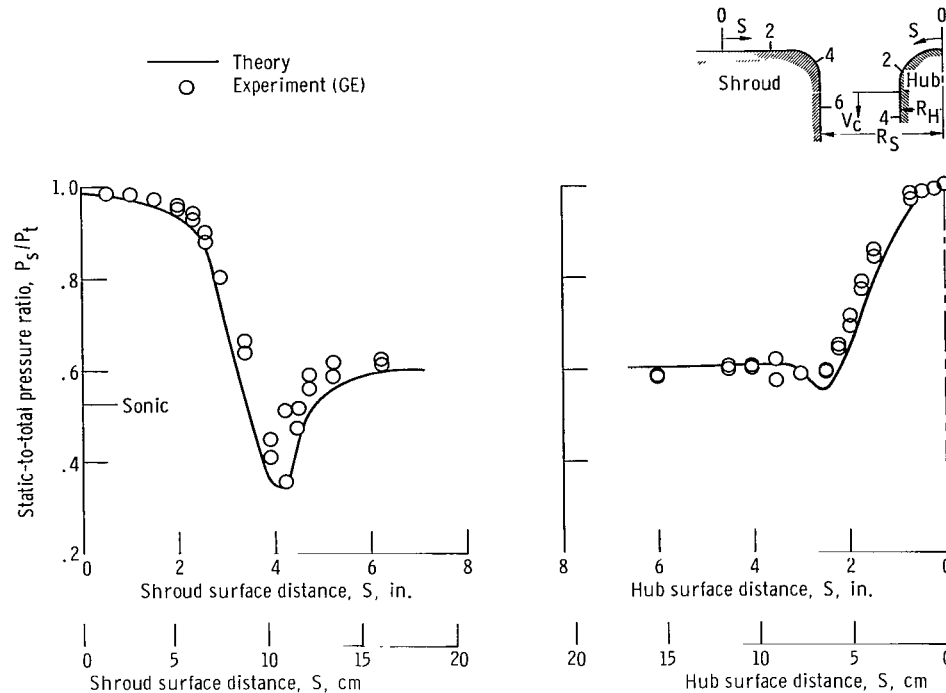 Theory
Experiment (GE)
0
S
2
4
Shroud
6
0
S
2
Hub
V_c
4
R_H
R_S
Static-to-total pressure ratio, P_s/P_t
1.0
.8
.6
Sonic
.4
.2
0 2 4 6 8
Shroud surface distance, S, in.
0 5 10 15 20
Shroud surface distance, S, cm
8 6 4 2 0
Hub surface distance, S, in.
20 15 10 5 0
Hub surface distance, S, cm